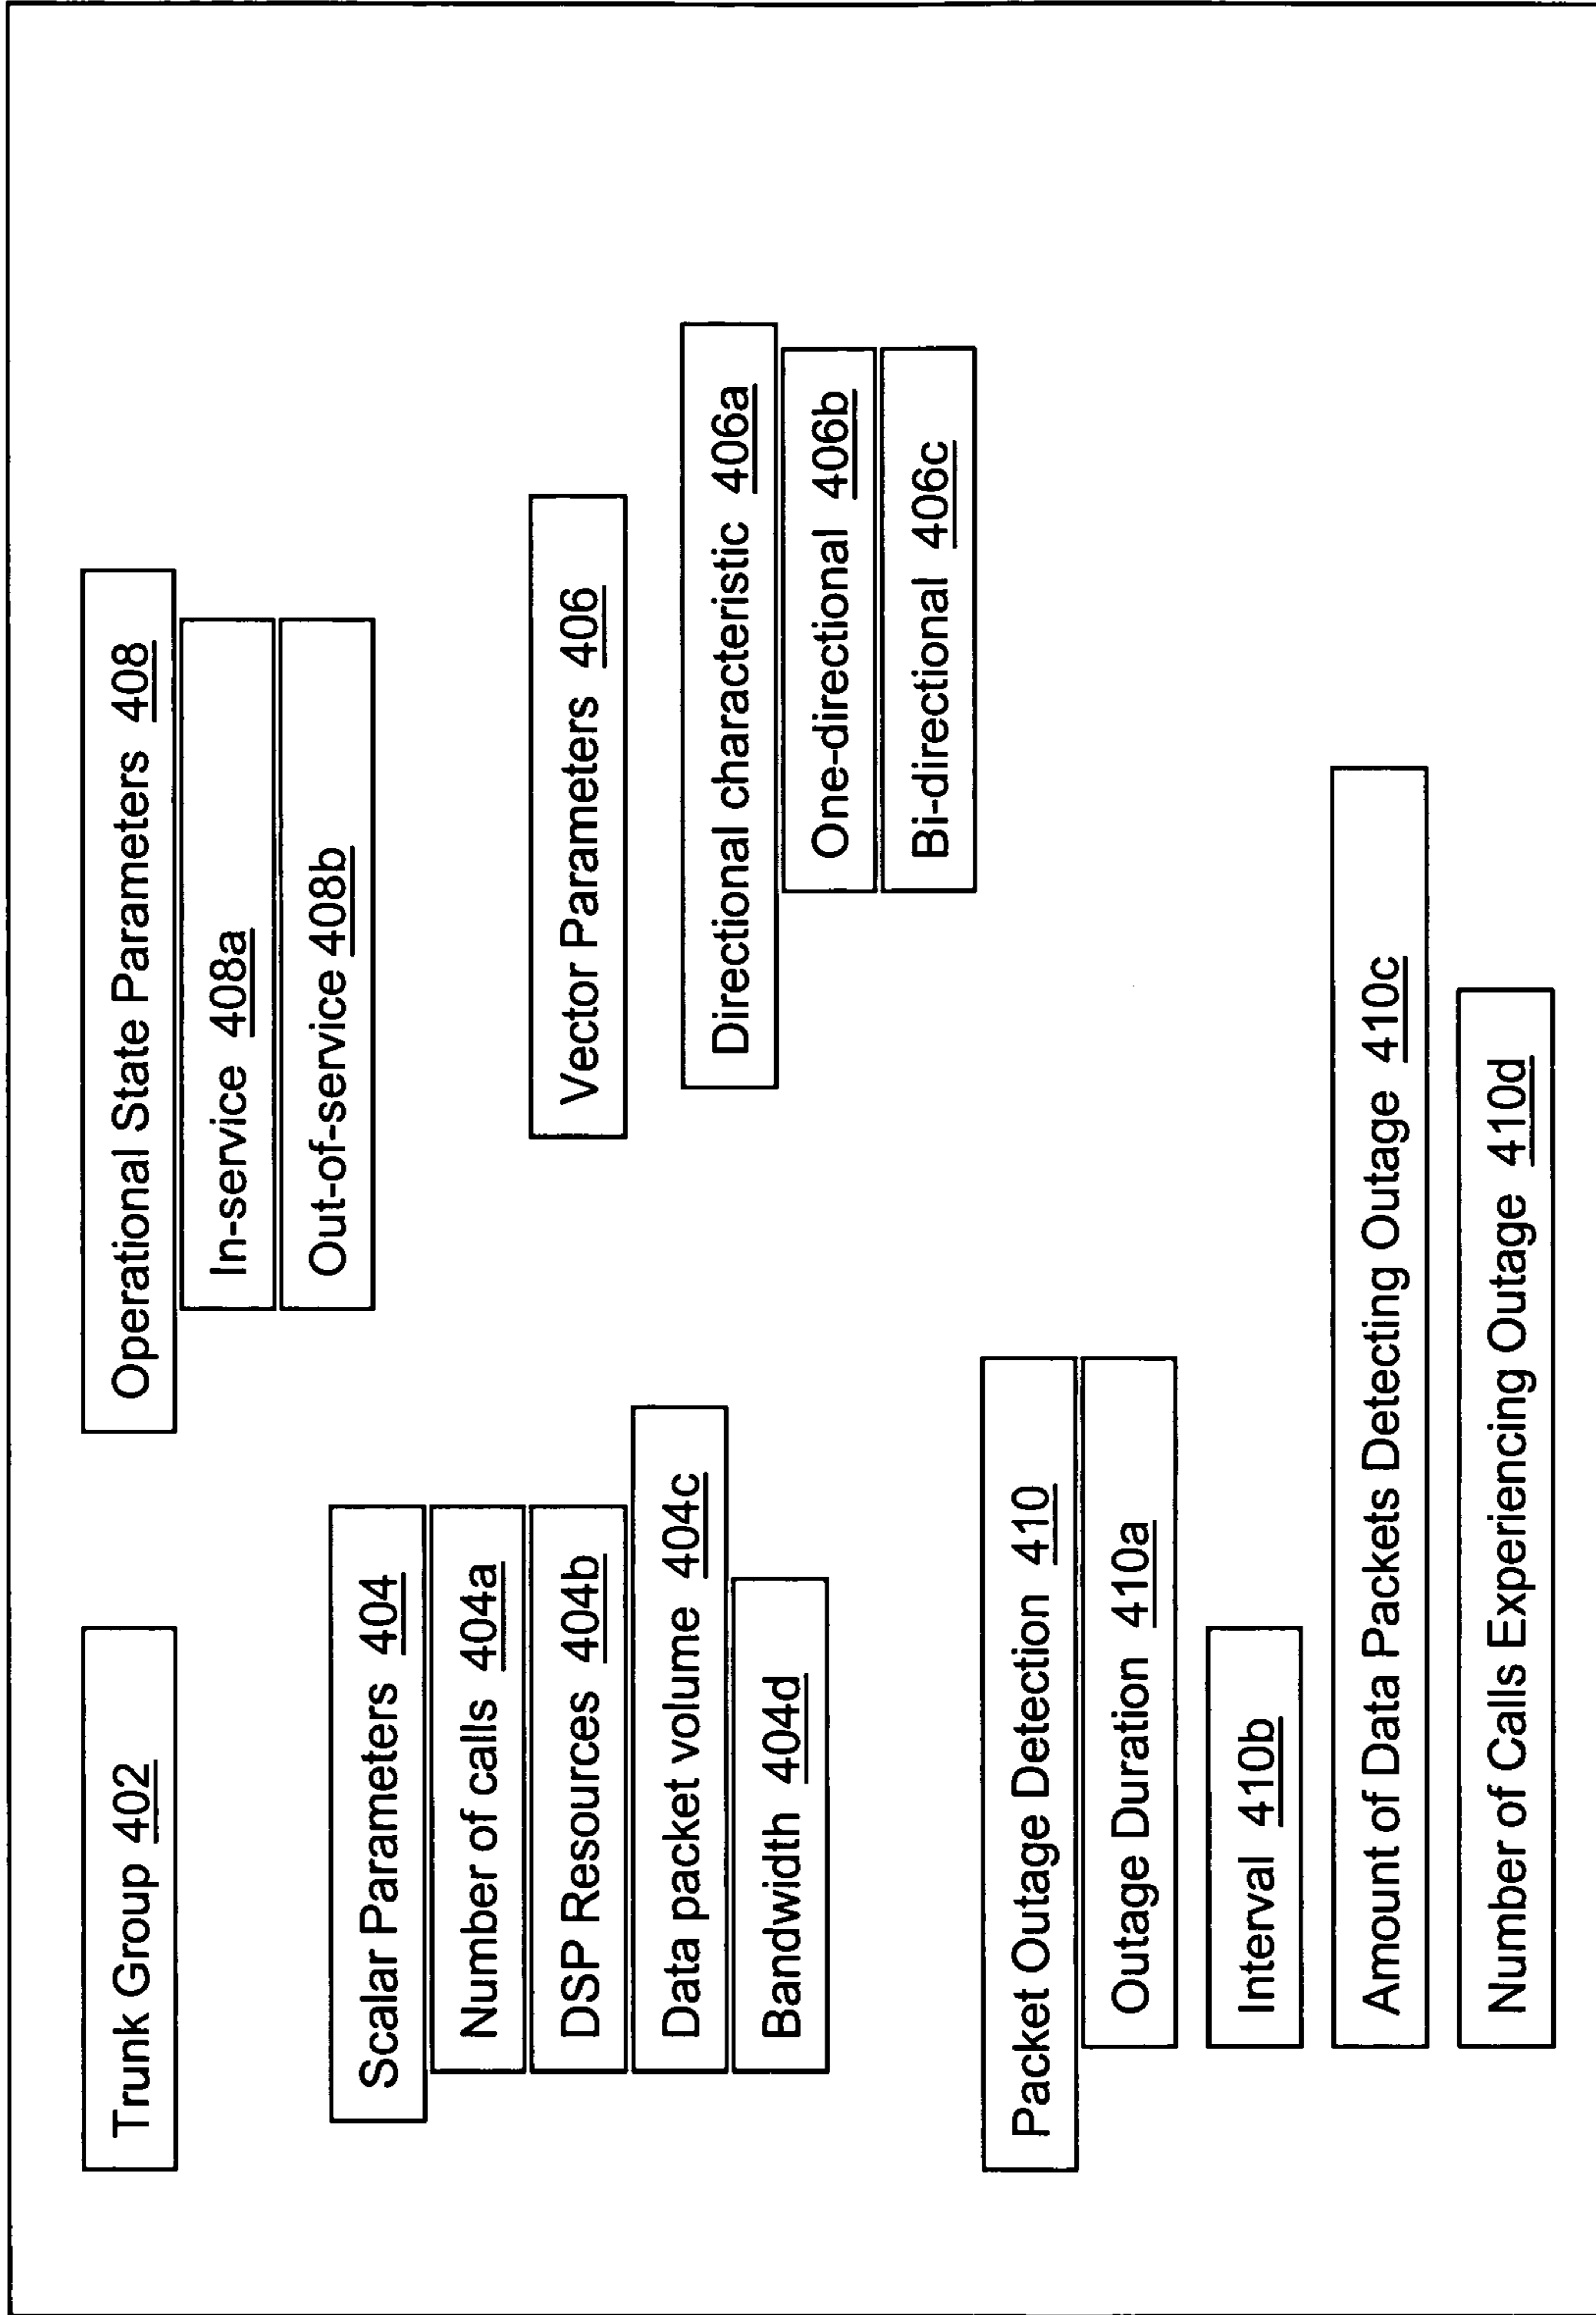 Trunk Group 402
Operational State Parameters 408
In-service 408a
Out-of-service 408b
Scalar Parameters 404
Number of calls 404a
DSP Resources 404b
Data packet volume 404c
Bandwidth 404d
Vector Parameters 406
Directional characteristic 406a
One-directional 406b
Bi-directional 406c
Packet Outage Detection 410
Outage Duration 410a
Interval 410b
Amount of Data Packets Detecting Outage 410c
Number of Calls Experiencing Outage 410d